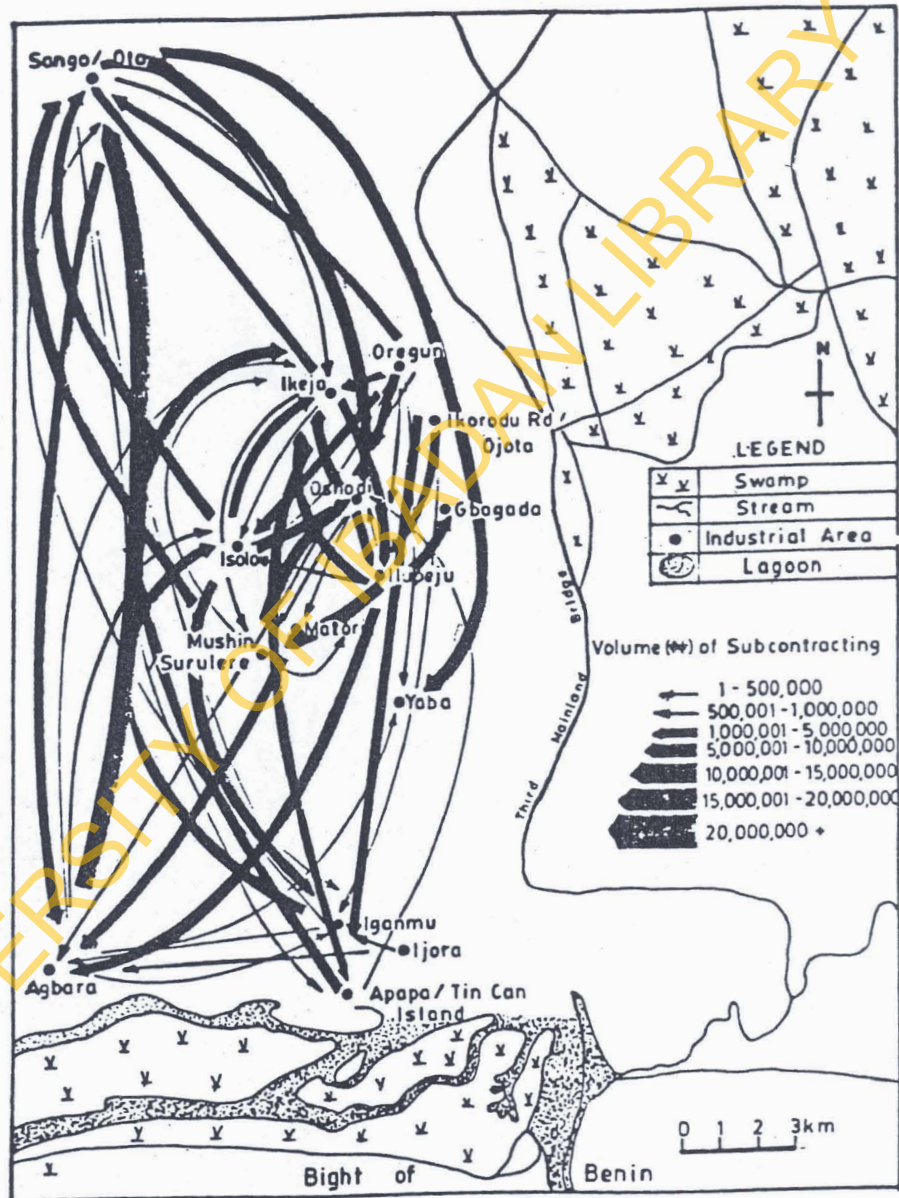 Sango/ Ota
Oregun
Ikeja
Ikorodu Rd/
Ojota
Oshodi
Gbagada
Isolo
Ilupeju
Mushin
Matori
Surulere
Yaba
Iganmu
Ijora
Agbara
Apapa/Tin Can
Island
Third Mainland Bridge
Bight of Benin
N
LEGEND
Swamp
Stream
Industrial Area
Lagoon
Volume (₦) of Subcontracting
1 - 500,000
500,001 - 1,000,000
1,000,001 - 5,000,000
5,000,001 - 10,000,000
10,000,001 - 15,000,000
15,000,001 - 20,000,000
20,000,000 +
0 1 2 3km
UNIVERSITY OF IBADAN LIBRARY